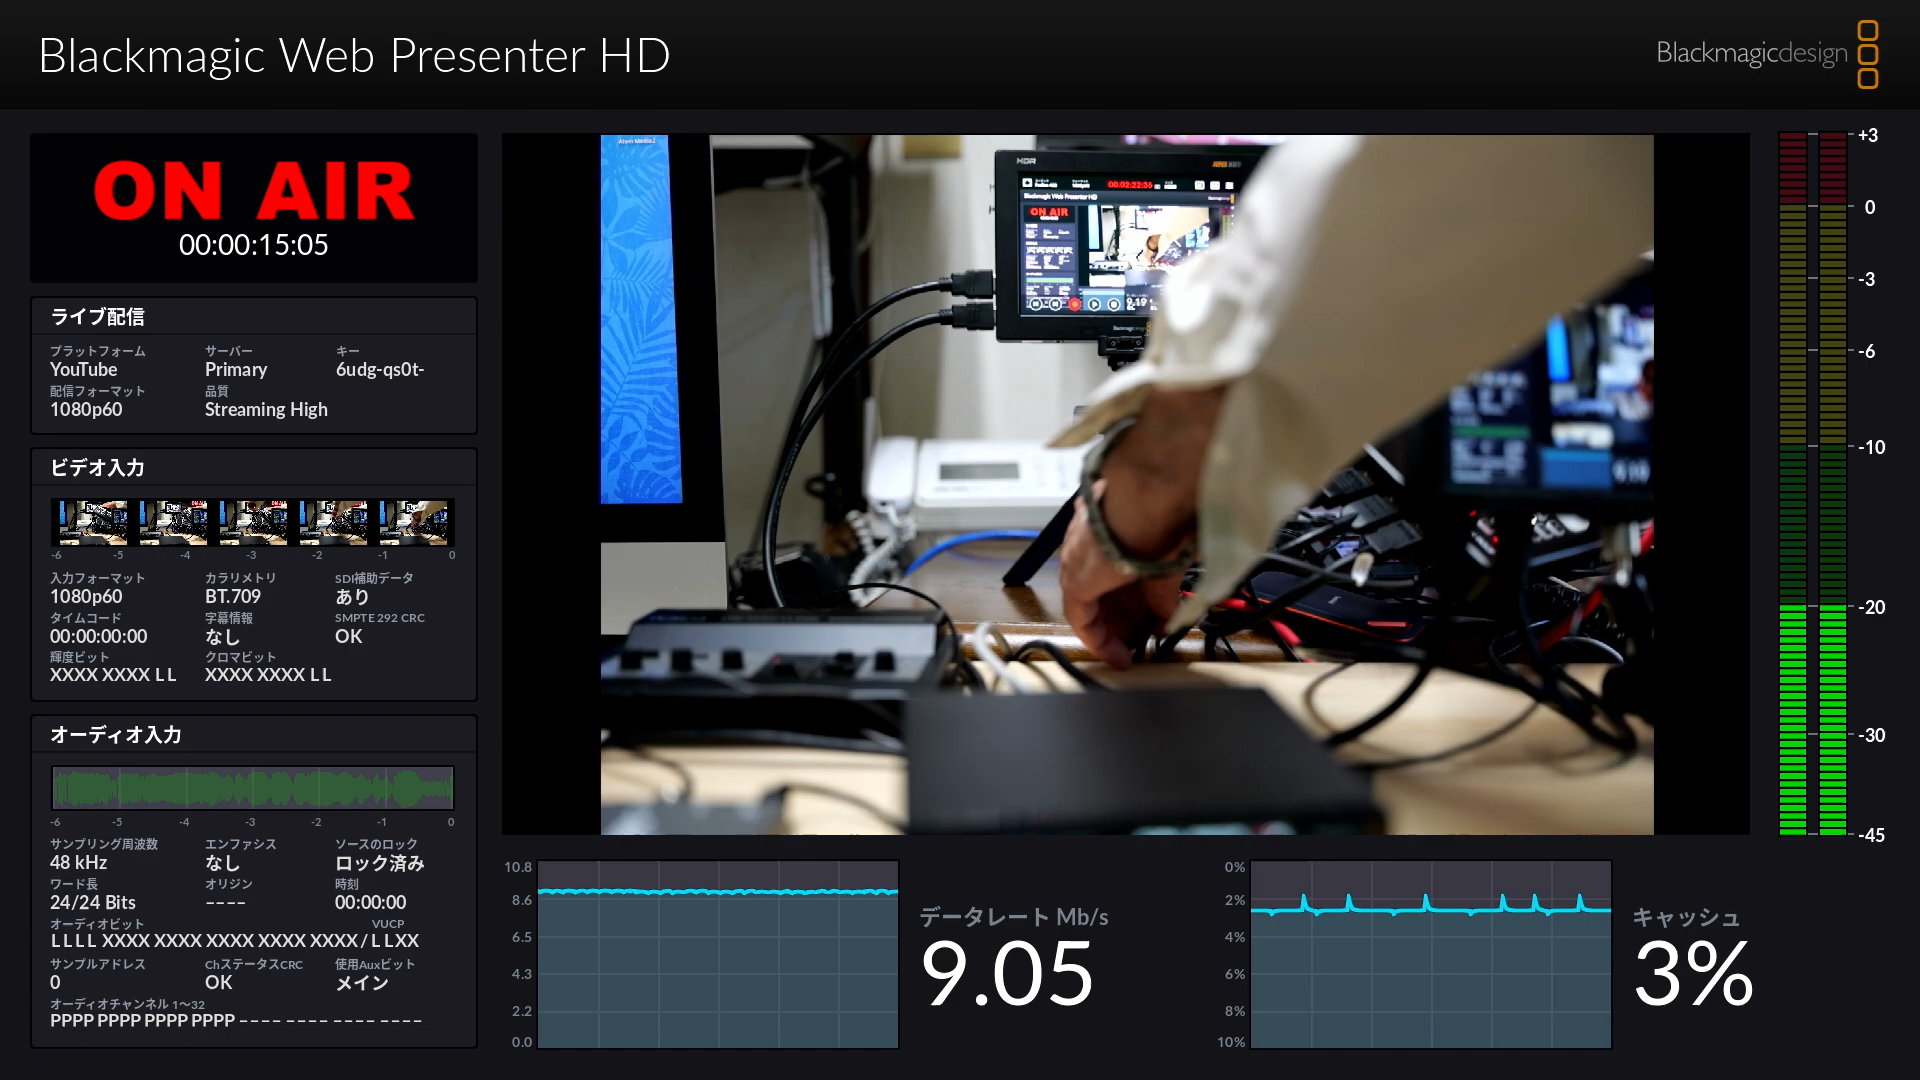 Blackmagic Web Presenter HD
Blackmagicdesign
ON AIR
00:00:15:05
ライブ配信
プラットフォーム サーバー キー
YouTube Primary 6udg-qs0t-
配信フォーマット 品質
1080p60 Streaming High
ビデオ入力
-6 -5 -4 -3 -2 -1 0
入力フォーマット カラリメトリ SDI補助データ
1080p60 BT.709 あり
タイムコード 字幕情報 SMPTE 292 CRC
00:00:00:00 なし OK
輝度ビット クロマビット
XXXX XXXX L L XXXX XXXX L L
オーディオ入力
-6 -5 -4 -3 -2 -1 0
サンプリング周波数 エンファシス ソースのロック
48 kHz なし ロック済み
ワード長 オリジン 時刻
24/24 Bits ---- 00:00:00
オーディオビット VUCP
L L L L XXXX XXXX XXXX XXXX XXXX / L L XX
サンプルアドレス ChステータスCRC 使用Auxビット
0 OK メイン
オーディオチャンネル 1〜32
PPPP PPPP PPPP PPPP ---- ---- ---- ----
Atem Media2
HDR
00:02:22:36
Blackmagic Web Presenter HD
ON AIR
9.19
+3
0
-3
-6
-10
-20
-30
-45
10.8
8.6
6.5
4.3
2.2
0.0
データレート Mb/s
9.05
0%
2%
4%
6%
8%
10%
キャッシュ
3%